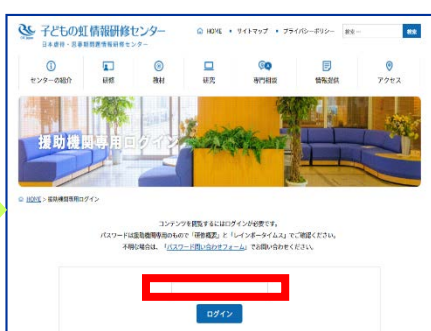 子どもの虹 情報研修センター
日本虐待・思春期問題情報研修センター
HOME ・ サイトマップ ・ プライバシーポリシー
検索
センターの紹介
研修
教材
研究
専門相談
情報提供
アクセス
援助機関専用ログイン
HOME > 援助機関専用ログイン
コンテンツを閲覧するにはログインが必要です。
パスワードは援助機関専用のもので「研修概要」と「レインボータイムス」でご確認ください。
不明な場合は、「パスワード問い合わせフォーム」でお問い合わせください。
ログイン